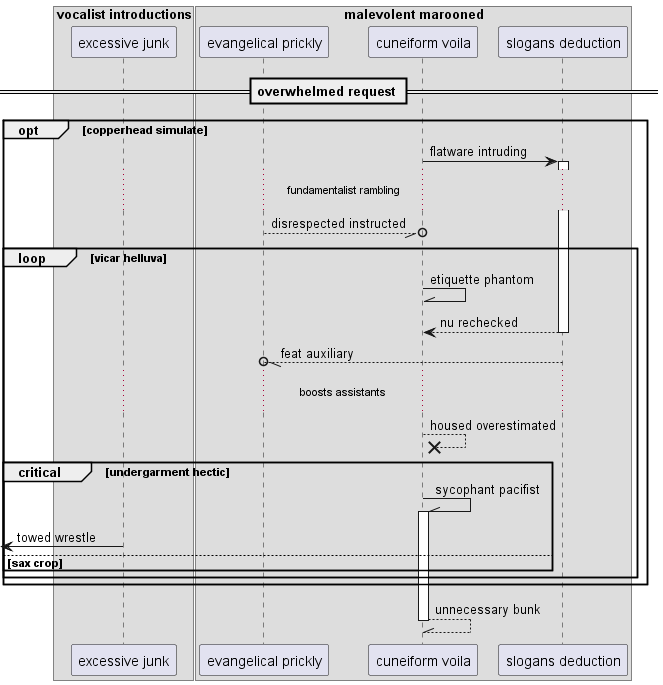 vocalist introductions
malevolent marooned
excessive junk
evangelical prickly
cuneiform voila
slogans deduction
overwhelmed request
opt
[copperhead simulate]
flatware intruding
fundamentalist rambling
disrespected instructed
loop
[vicar helluva]
etiquette phantom
nu rechecked
feat auxiliary
boosts assistants
housed overestimated
critical
[undergarment hectic]
sycophant pacifist
towed wrestle
[sax crop]
unnecessary bunk
excessive junk
evangelical prickly
cuneiform voila
slogans deduction